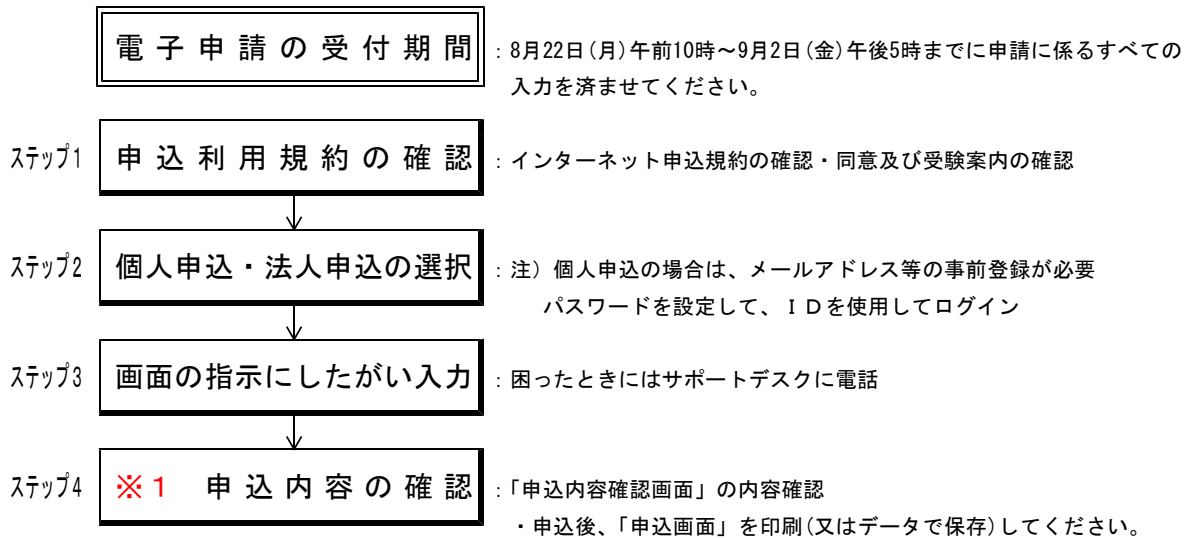 電子申請の受付期間：8月22日(月)午前10時～9月2日(金)午後5時までに申請に係るすべての
入力を済ませてください。
ステップ1 申込利用規約の確認：インターネット申込規約の確認・同意及び受験案内の確認
ステップ2 個人申込・法人申込の選択：注）個人申込の場合は、メールアドレス等の事前登録が必要
パスワードを設定して、ＩＤを使用してログイン
ステップ3 画面の指示にしたがい入力：困ったときにはサポートデスクに電話
ステップ4 ※１ 申込内容の確認：「申込内容確認画面」の内容確認
・申込後、「申込画面」を印刷(又はデータで保存)してください。